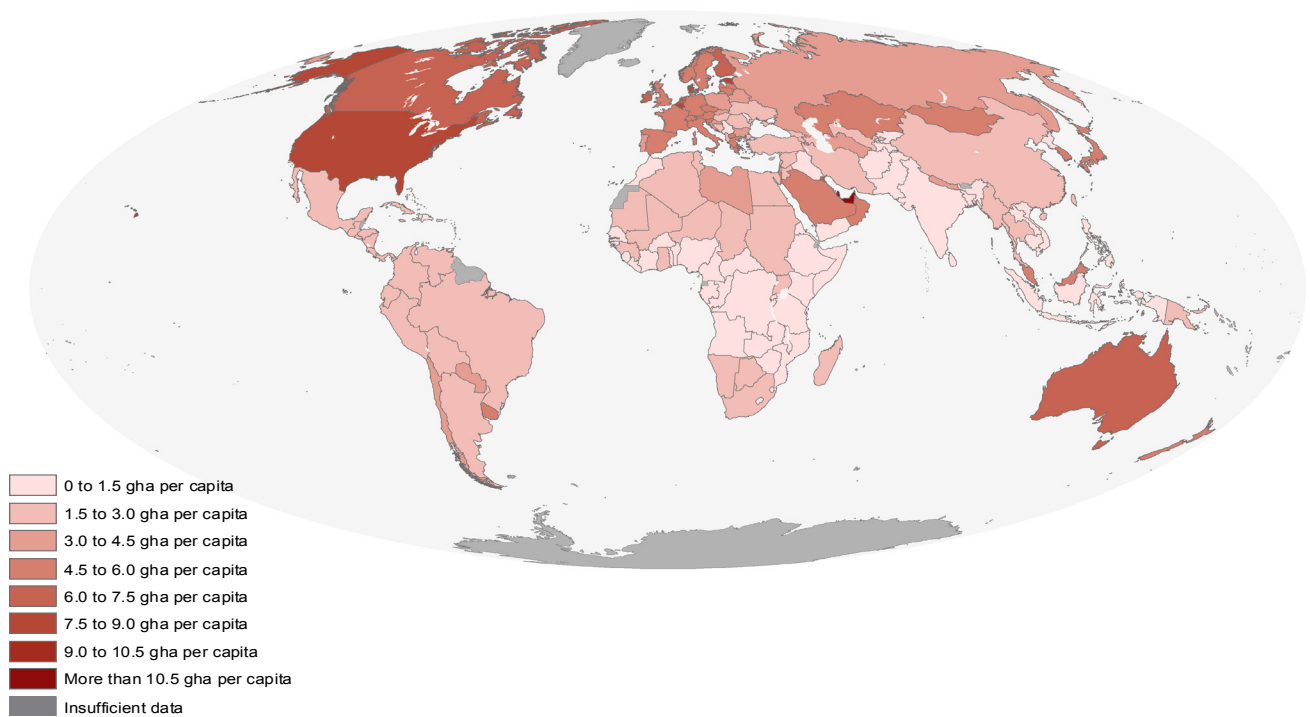 0 to 1.5 gha per capita
1.5 to 3.0 gha per capita
3.0 to 4.5 gha per capita
4.5 to 6.0 gha per capita
6.0 to 7.5 gha per capita
7.5 to 9.0 gha per capita
9.0 to 10.5 gha per capita
More than 10.5 gha per capita
Insufficient data